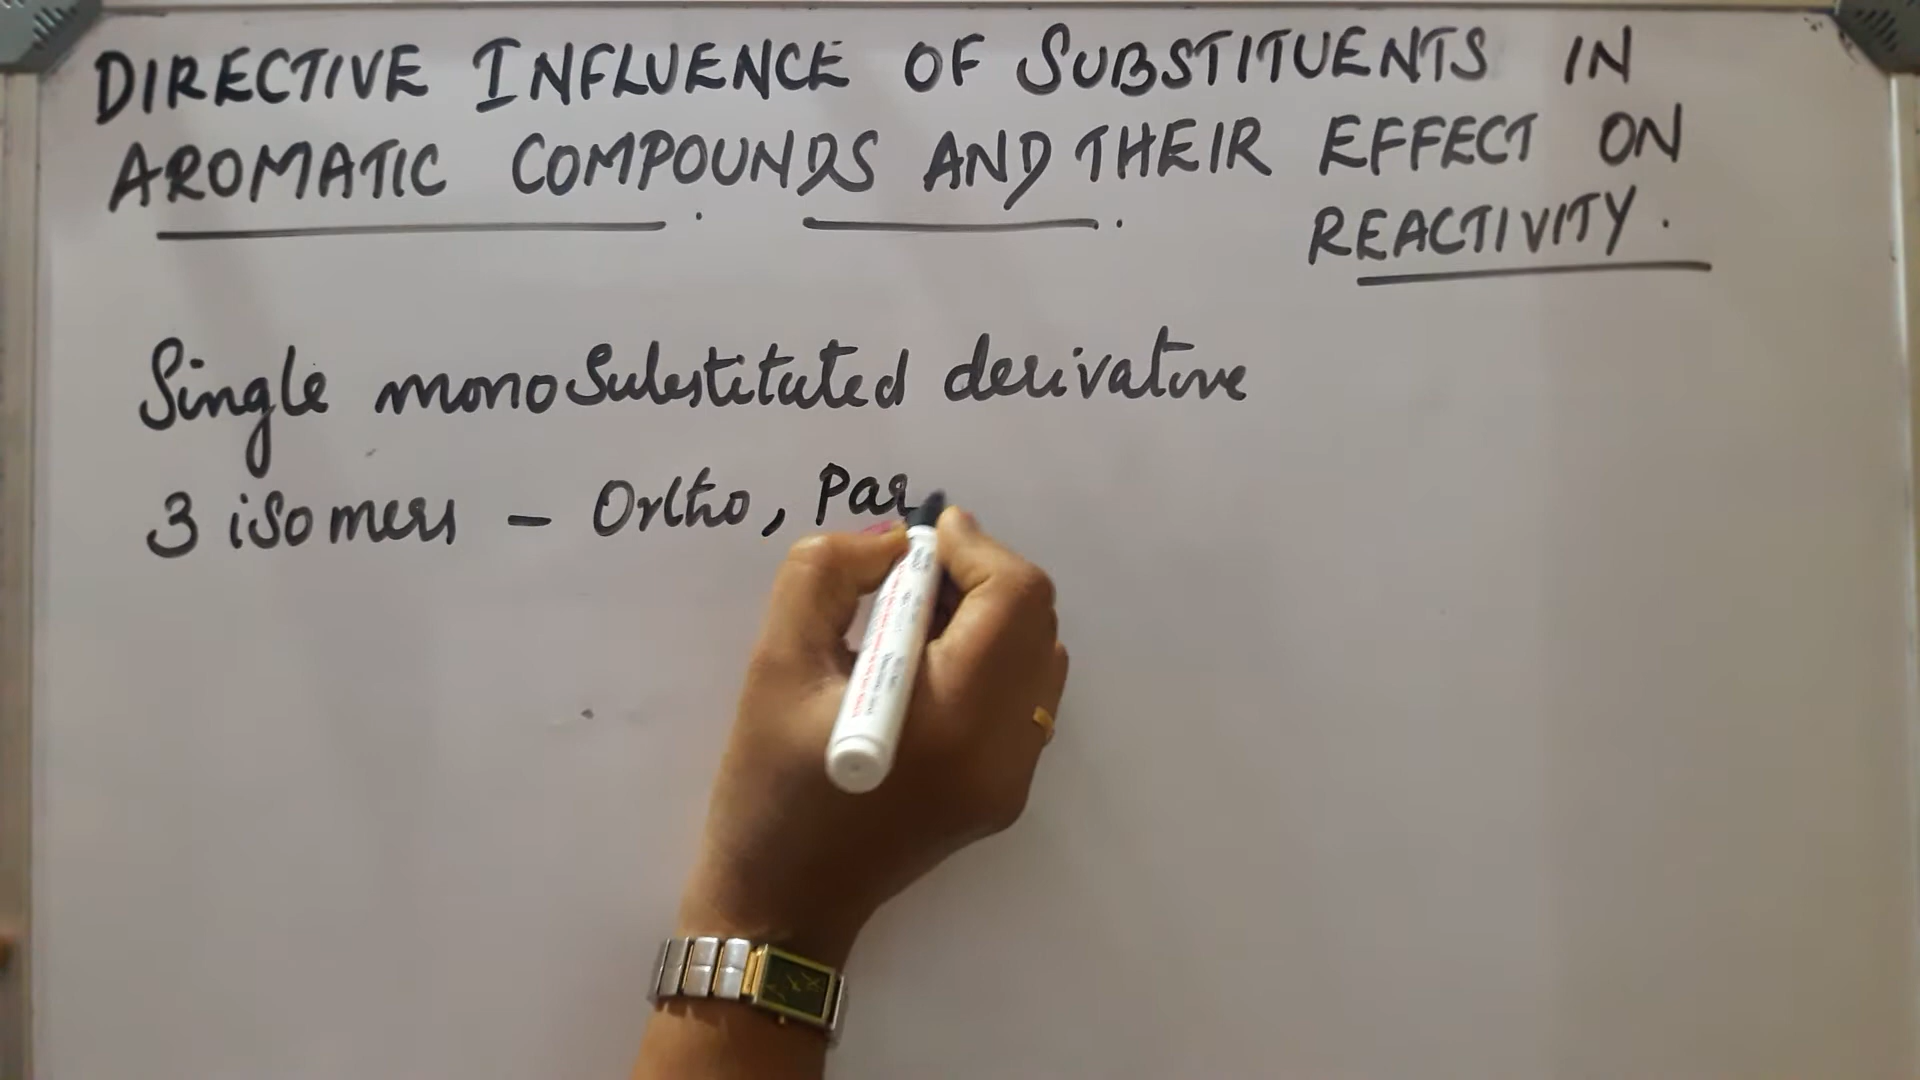 DIRECTIVE INFLUENCE OF SUBSTITUENTS IN
AROMATIC COMPOUNDS AND THEIR EFFECT ON
REACTIVITY.
Single monoSubstituted derivative
3 isomers - Ortho, Par